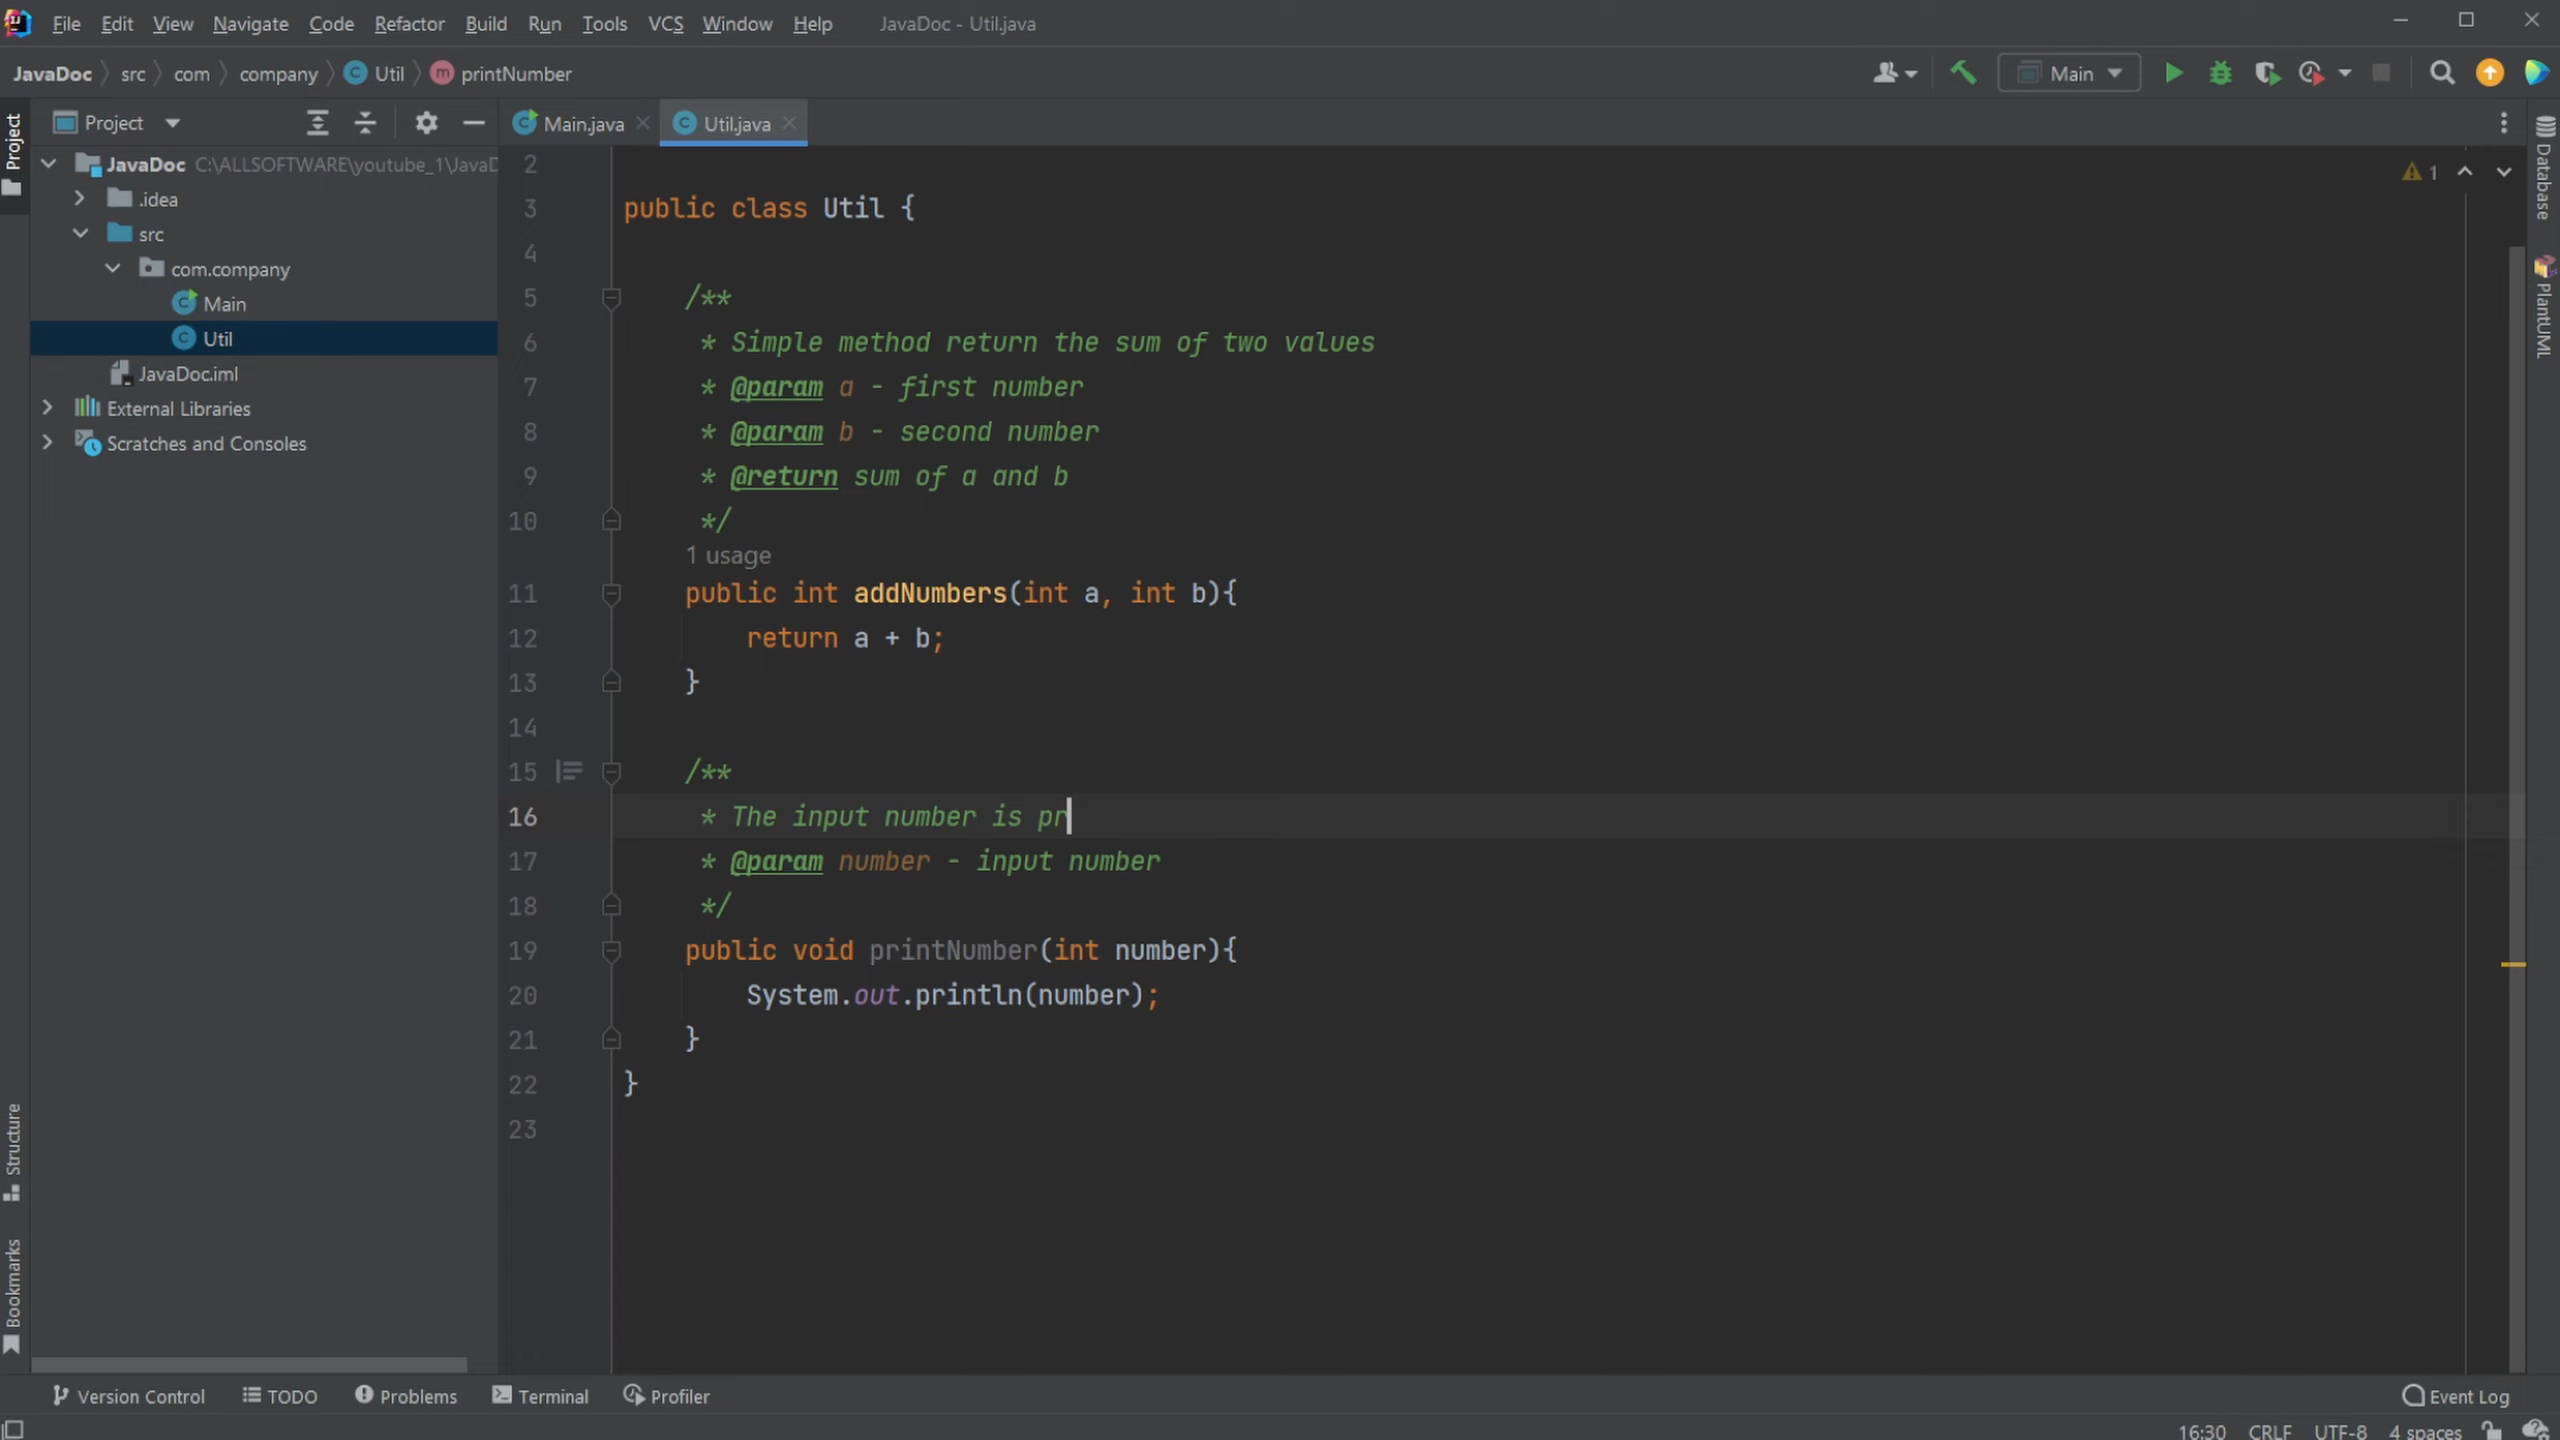 File Edit View Navigate Code Refactor Build Run Tools VCS Window Help JavaDoc - Util.java
JavaDoc src com company Util printNumber Main
Project
Project
JavaDoc C:\ALLSOFTWARE\youtube_1\JavaD
.idea
src
com.company
Main
Util
JavaDoc.iml
External Libraries
Scratches and Consoles
Structure
Bookmarks
Main.java Util.java
1
2
3 public class Util {
4
5 /**
6 * Simple method return the sum of two values
7 * @param a - first number
8 * @param b - second number
9 * @return sum of a and b
10 */
1 usage
11 public int addNumbers(int a, int b){
12 return a + b;
13 }
14
15 /**
16 * The input number is pr
17 * @param number - input number
18 */
19 public void printNumber(int number){
20 System.out.println(number);
21 }
22 }
23
Database
PlantUML
Version Control TODO Problems Terminal Profiler Event Log
16:30 CRLF UTF-8 4 spaces